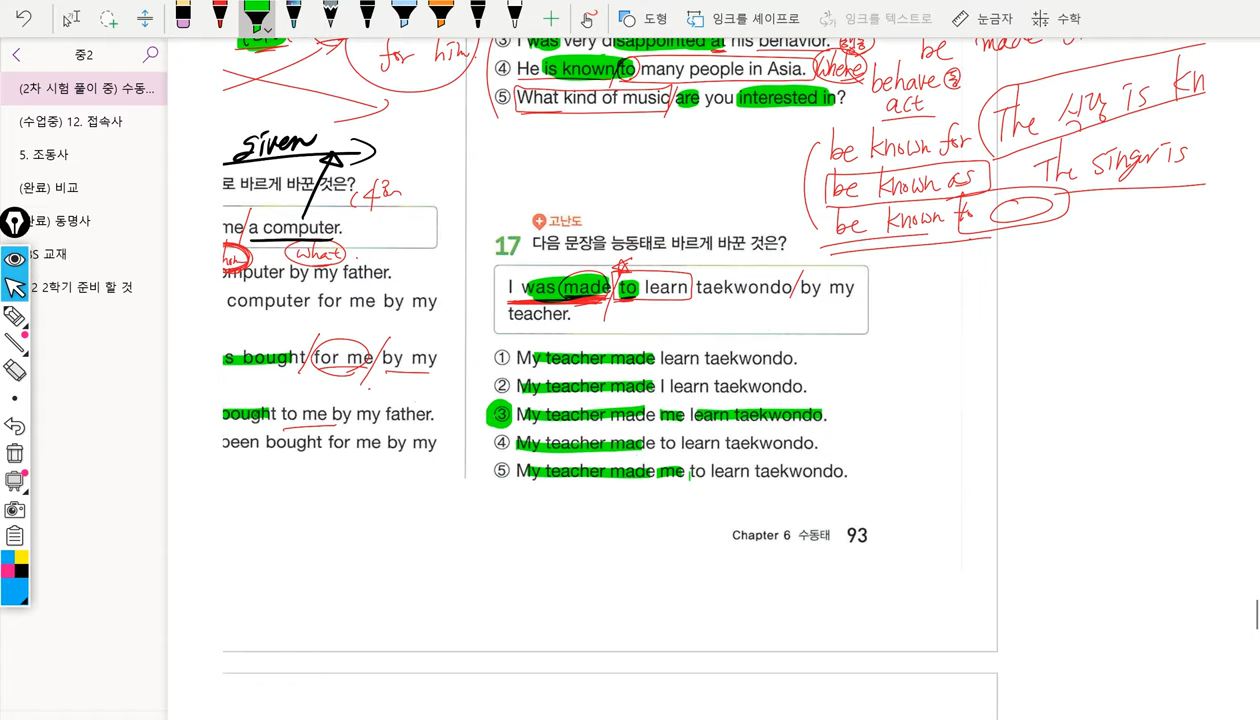 도형
잉크를 셰이프로
잉크를 텍스트로
눈금자
수학
중2
(2차 시험 풀이 중) 수동...
(수업중) 12. 접속사
5. 조동사
(완료) 비교
완료) 동명사
BS 교재
2 2학기 준비 할 것
for him.
given
로 바르게 바꾼 것은?
me a computer.
what
mputer by my father.
computer for me by my
s bought for me by my
bought to me by my father.
been bought for me by my
③ I was very disappointed at his behavior.
④ He is known to many people in Asia.
where
⑤ What kind of music are you interested in?
be
behave
act
be known for
be known as
be known to
The 사람 is kn
The singer is
고난도
17 다음 문장을 능동태로 바르게 바꾼 것은?
I was made to learn taekwondo by my
teacher.
① My teacher made learn taekwondo.
② My teacher made I learn taekwondo.
③ My teacher made me learn taekwondo.
④ My teacher made to learn taekwondo.
⑤ My teacher made me to learn taekwondo.
Chapter 6 수동태 93